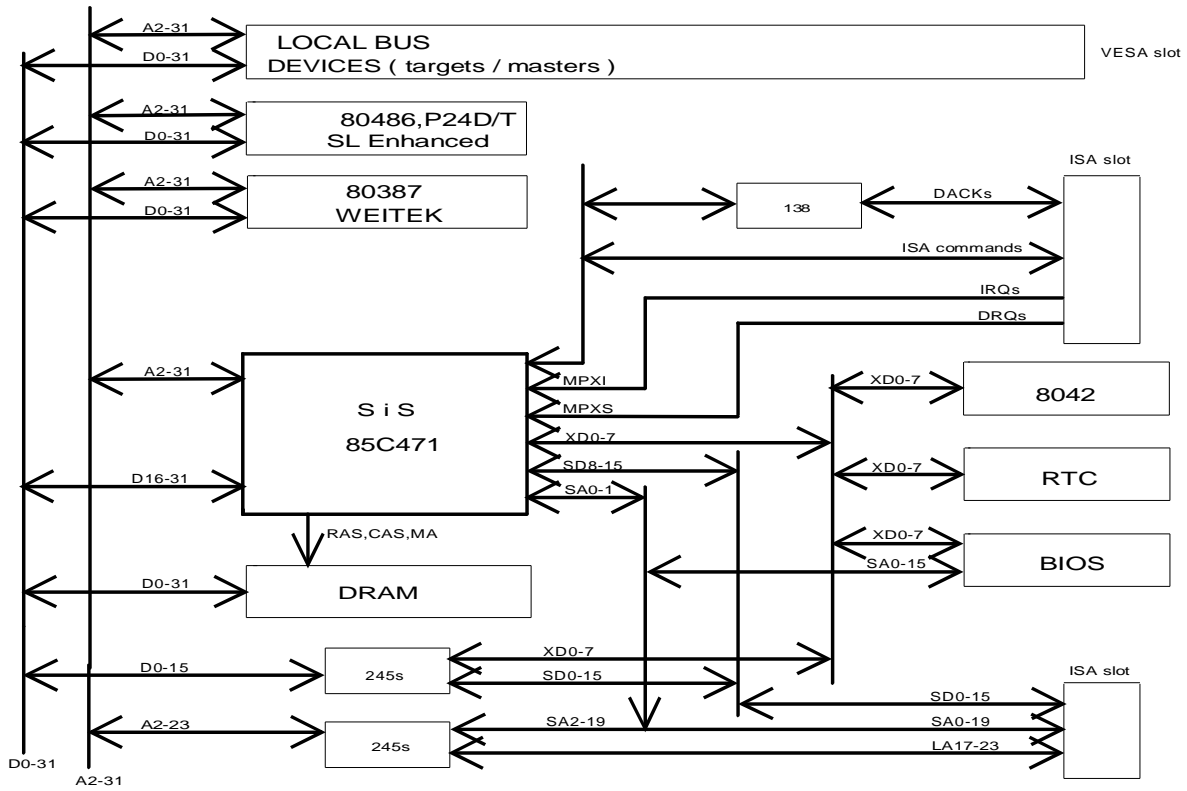 A2-31
LOCAL BUS
VESA slot
D0-31
DEVICES ( targets / masters )
A2-31
80486,P24D/T
D0-31
SL Enhanced
ISA slot
A2-31
80387
138
DACKs
D0-31
WEITEK
ISA commands
IRQs
DRQs
A2-31
MPXI
XD0-7
8042
S i S
MPXS
85C471
XD0-7
SD8-15
XD0-7
RTC
D16-31
SA0-1
RAS,CAS,MA
XD0-7
SA0-15
BIOS
D0-31
DRAM
D0-15
245s
XD0-7
SD0-15
ISA slot
SD0-15
A2-23
245s
SA2-19
SA0-19
LA17-23
D0-31
A2-31